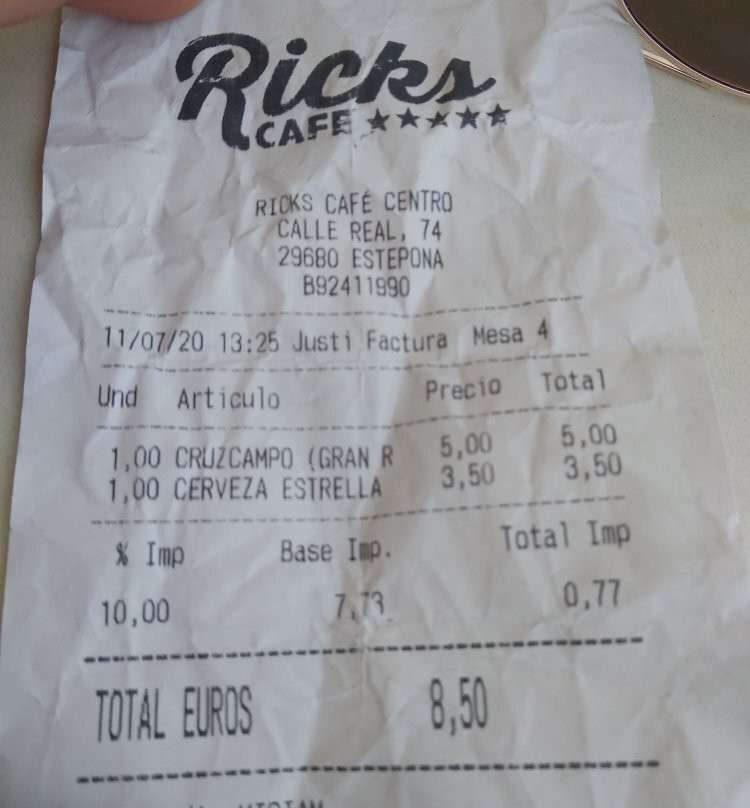 Ricks
CAFE ★★★★★
RICKS CAFÉ CENTRO
CALLE REAL, 74
29680 ESTEPONA
B92411990
11/07/20 13:25 Justi Factura Mesa 4
Und Articulo Precio Total
1,00 CRUZCAMPO (GRAN R 5,00 5,00
1,00 CERVEZA ESTRELLA 3,50 3,50
% Imp Base Imp. Total Imp
10,00 7,73 0,77
TOTAL EUROS 8,50